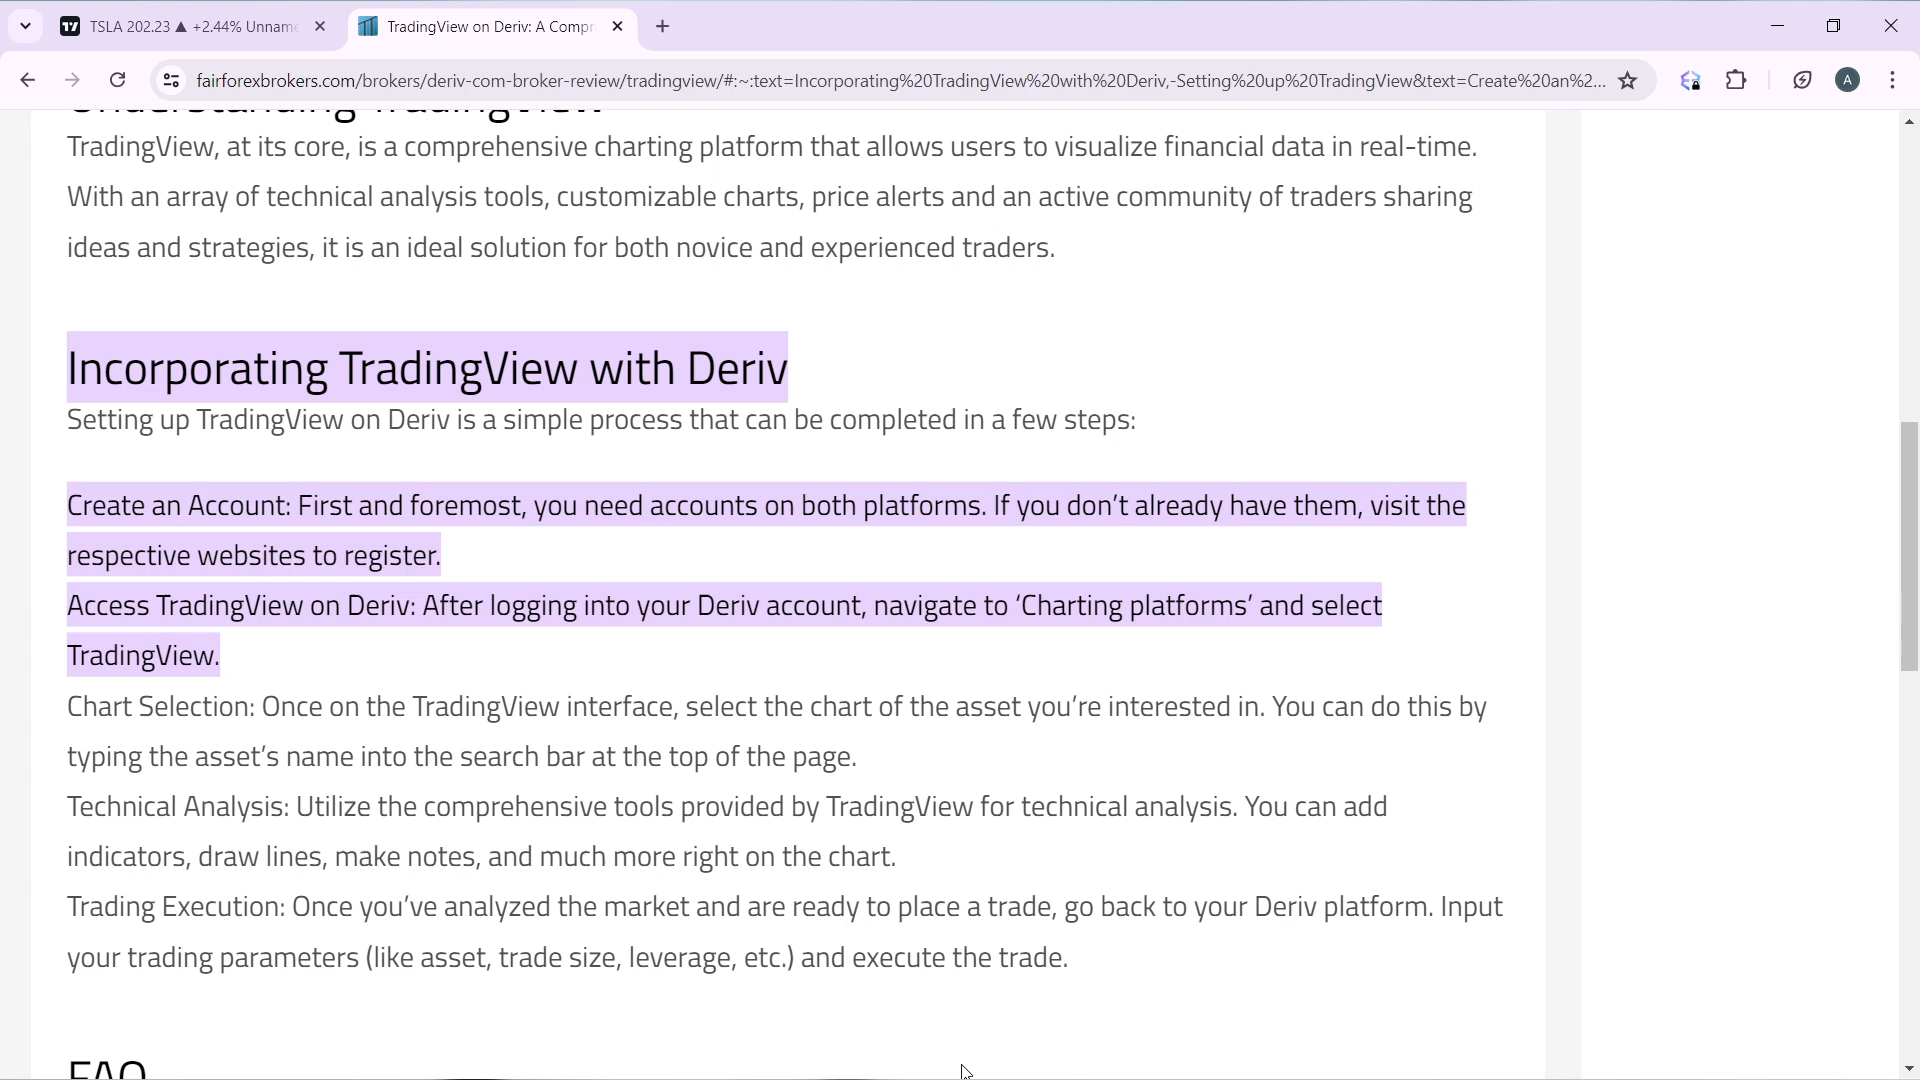 TSLA 202.23 ▲ +2.44% Unname
TradingView on Deriv: A Compr
fairforexbrokers.com/brokers/deriv-com-broker-review/tradingview/#:~:text=Incorporating%20TradingView%20with%20Deriv,-Setting%20up%20TradingView&text=Create%20an%2...
A
Understanding TradingView
TradingView, at its core, is a comprehensive charting platform that allows users to visualize financial data in real-time.
With an array of technical analysis tools, customizable charts, price alerts and an active community of traders sharing
ideas and strategies, it is an ideal solution for both novice and experienced traders.
Incorporating TradingView with Deriv
Setting up TradingView on Deriv is a simple process that can be completed in a few steps:
Create an Account: First and foremost, you need accounts on both platforms. If you don’t already have them, visit the
respective websites to register.
Access TradingView on Deriv: After logging into your Deriv account, navigate to ‘Charting platforms’ and select
TradingView.
Chart Selection: Once on the TradingView interface, select the chart of the asset you’re interested in. You can do this by
typing the asset’s name into the search bar at the top of the page.
Technical Analysis: Utilize the comprehensive tools provided by TradingView for technical analysis. You can add
indicators, draw lines, make notes, and much more right on the chart.
Trading Execution: Once you’ve analyzed the market and are ready to place a trade, go back to your Deriv platform. Input
your trading parameters (like asset, trade size, leverage, etc.) and execute the trade.
FAQ